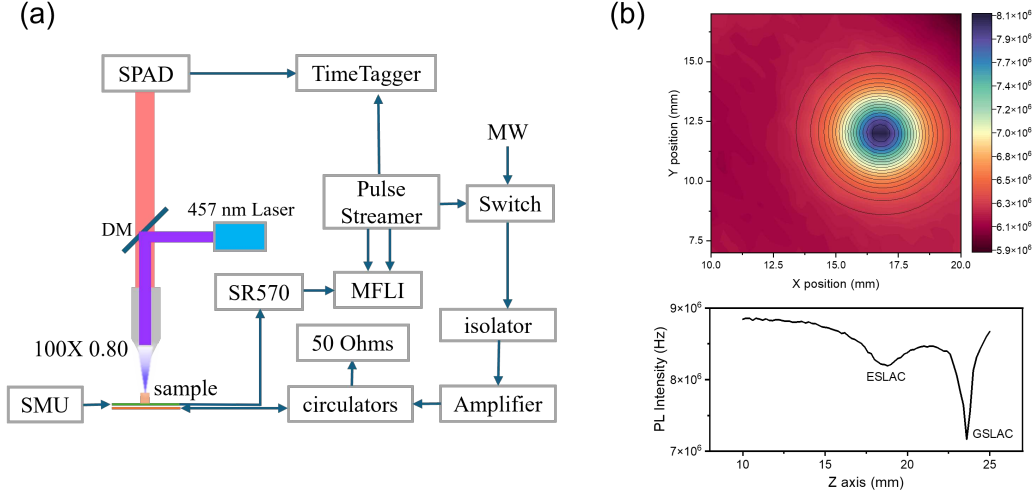 (a)
SPAD
TimeTagger
MW
Pulse
Streamer
Switch
457 nm Laser
DM
SR570
MFLI
isolator
100X 0.80
50 Ohms
sample
SMU
circulators
Amplifier
(b)
15.0
12.5
10.0
7.5
Y position (mm)
10.0 12.5 15.0 17.5 20.0
X position (mm)
8.1×10⁶
7.9×10⁶
7.7×10⁶
7.4×10⁶
7.2×10⁶
7.0×10⁶
6.8×10⁶
6.5×10⁶
6.3×10⁶
6.1×10⁶
5.9×10⁶
9×10⁶
8×10⁶
7×10⁶
PL Intensity (Hz)
ESLAC
GSLAC
10 15 20 25
Z axis (mm)